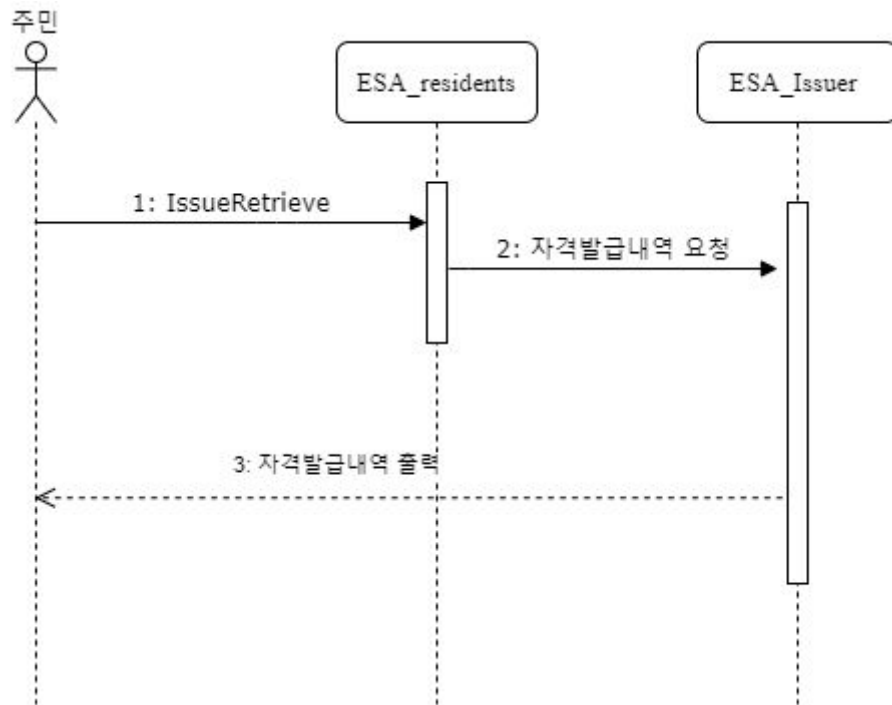 주민
ESA_residents
ESA_Issuer
1: IssueRetrieve
2: 자격발급내역 요청
3: 자격발급내역 출력